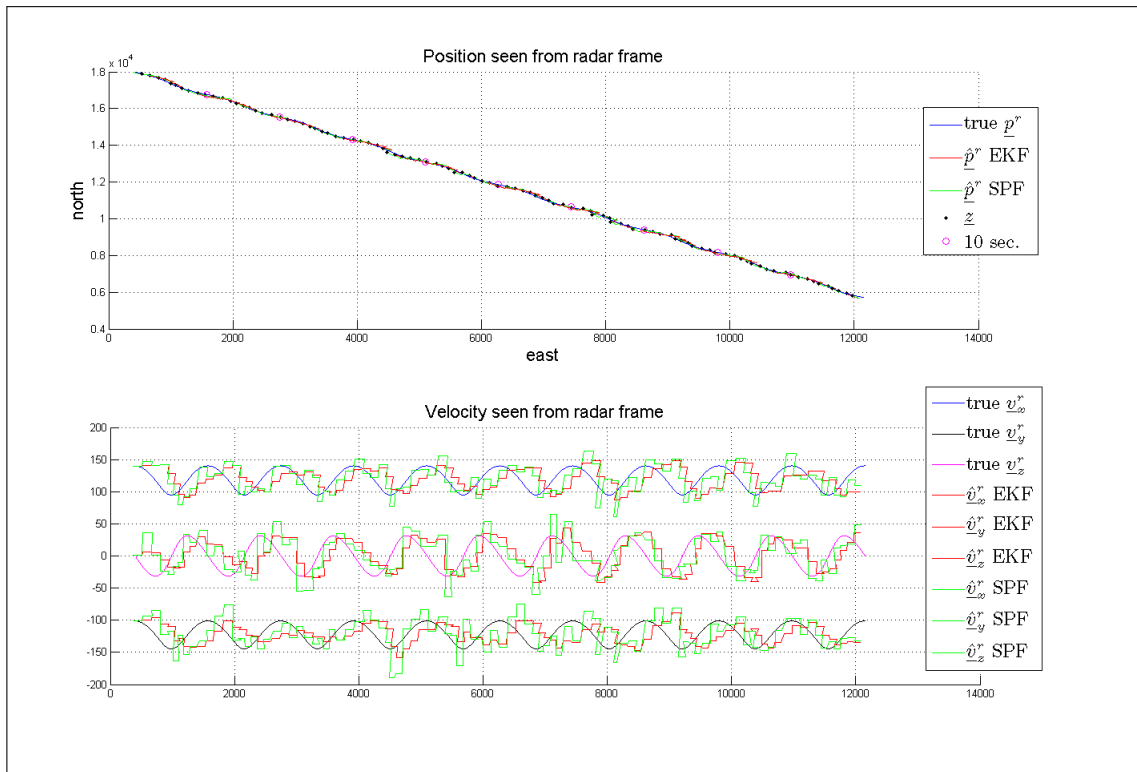 Position seen from radar frame
x 10⁴
1.8
1.6
1.4
1.2
1
0.8
0.6
0.4
north
0 2000 4000 6000 8000 10000 12000 14000
east
true p^r
p̂^r EKF
p̂^r SPF
z
10 sec.
Velocity seen from radar frame
200
150
100
50
0
-50
-100
-150
-200
0 2000 4000 6000 8000 10000 12000 14000
true v_x^r
true v_y^r
true v_z^r
v̂_x^r EKF
v̂_y^r EKF
v̂_z^r EKF
v̂_x^r SPF
v̂_y^r SPF
v̂_z^r SPF